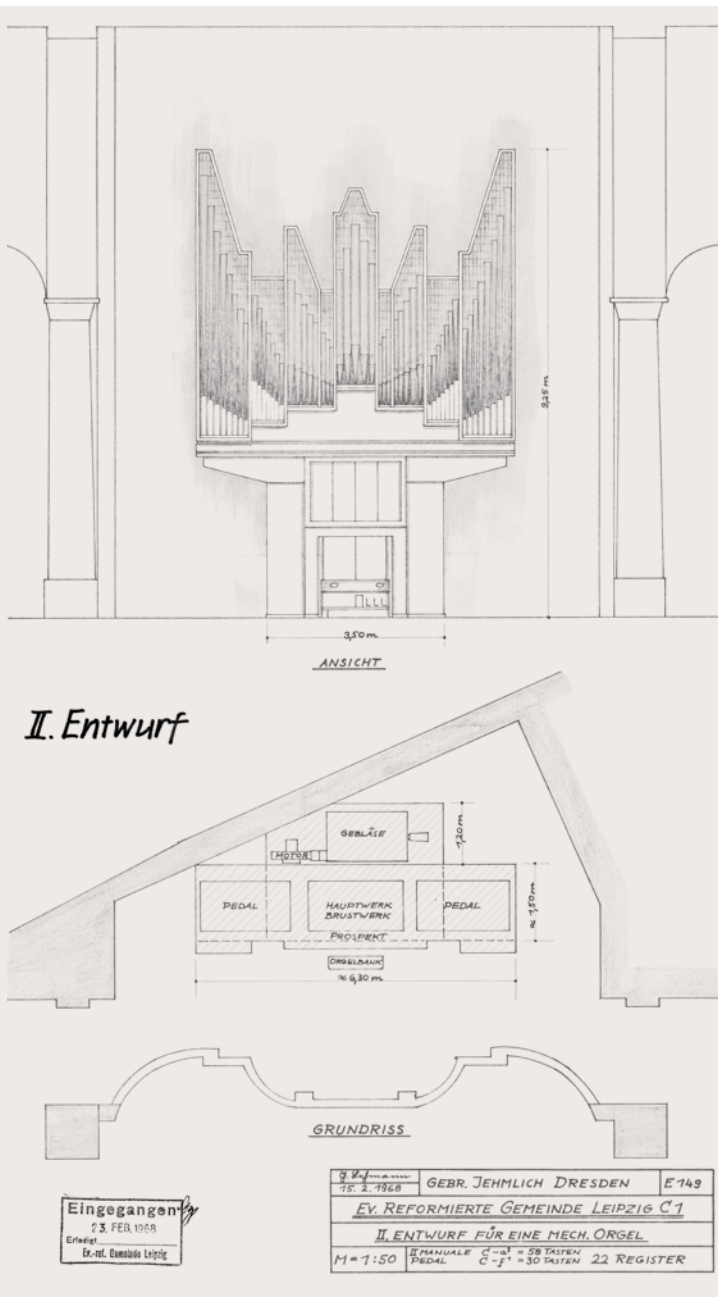 9,25 m
3,50 m
ANSICHT
II. Entwurf
GEBLÄSE
MOTOR
1,20 m
PEDAL
HAUPTWERK
BRUSTWERK
PEDAL
≈ 1,50 m
PROSPEKT
ORGELBANK
≈ 6,30 m
GRUNDRISS
15. 2. 1968
GEBR. JEHMLICH DRESDEN
E 149
EV. REFORMIERTE GEMEINDE LEIPZIG C1
II. ENTWURF FÜR EINE MECH. ORGEL
M = 1:50
II MANUALE C - a³ = 58 TASTEN
PEDAL C - f¹ = 30 TASTEN
22 REGISTER
Eingegangen
23. FEB. 1968
Erledigt
Ev.-ref. Gemeinde Leipzig